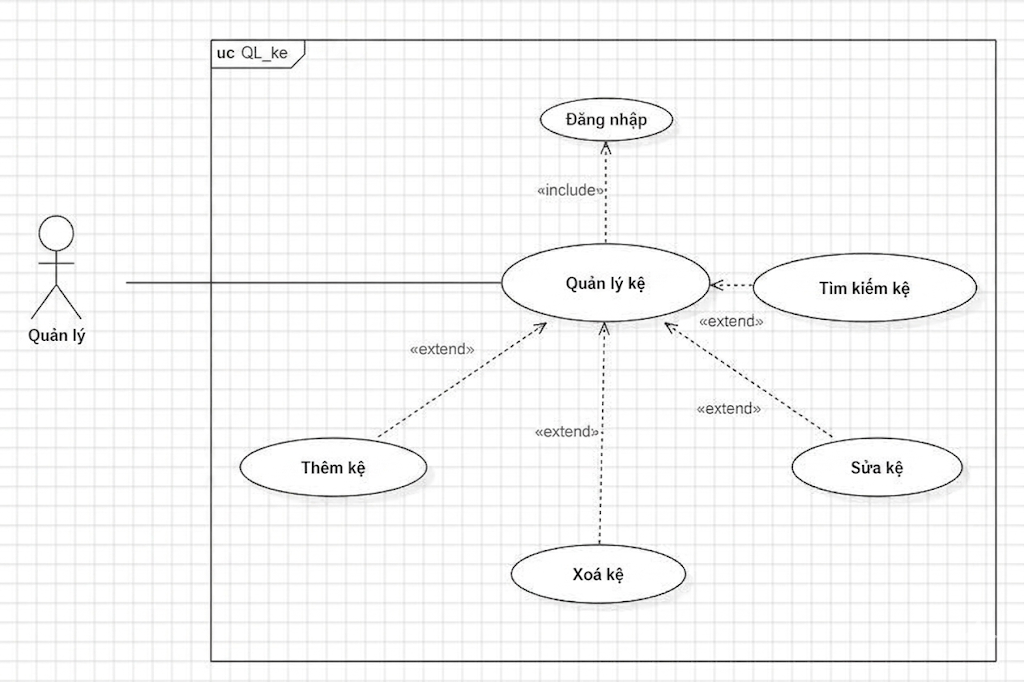 uc QL_ke
Đăng nhập
«include»
Quản lý kệ
Tìm kiếm kệ
«extend»
Quản lý
«extend»
«extend»
«extend»
Thêm kệ
Sửa kệ
Xoá kệ